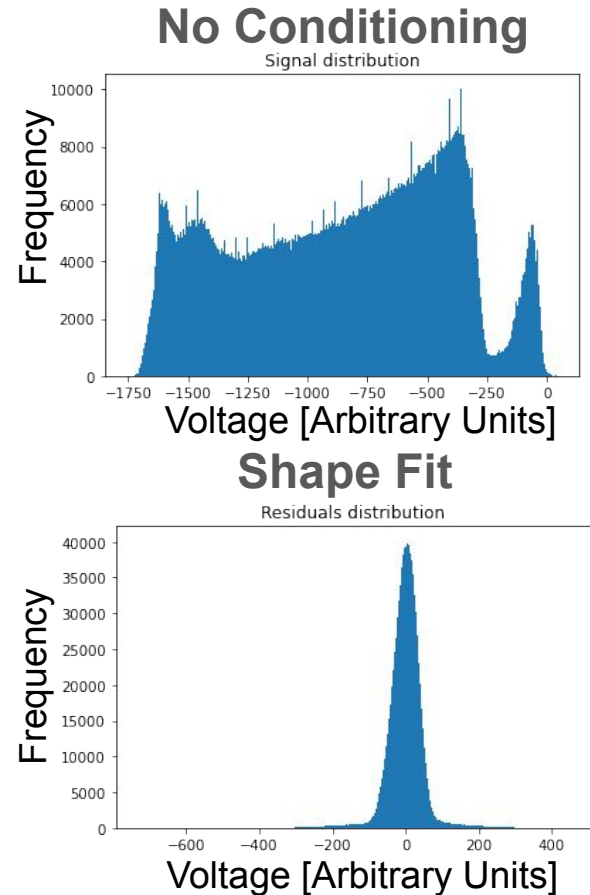 No Conditioning
Signal distribution
Frequency
10000
8000
6000
4000
2000
0
−1750 −1500 −1250 −1000 −750 −500 −250 0
Voltage [Arbitrary Units]
Shape Fit
Residuals distribution
Frequency
40000
35000
30000
25000
20000
15000
10000
5000
0
−600 −400 −200 0 200 400
Voltage [Arbitrary Units]